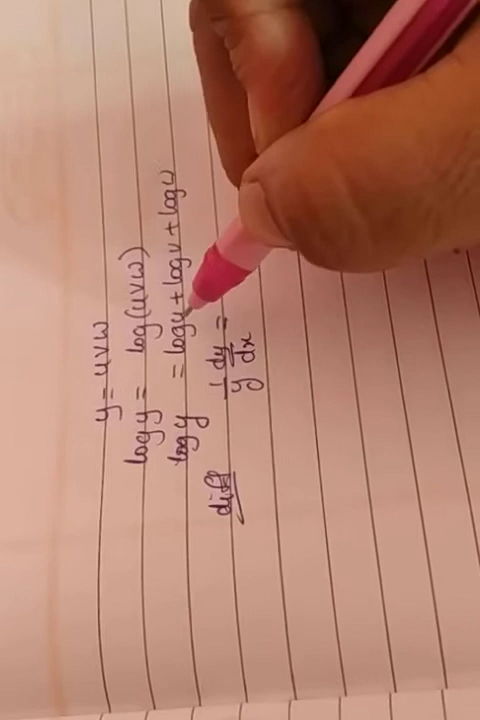 y = uvw
log y = log(uvw)
log y = log u + log v + log w
diff 1/y dy/dx =